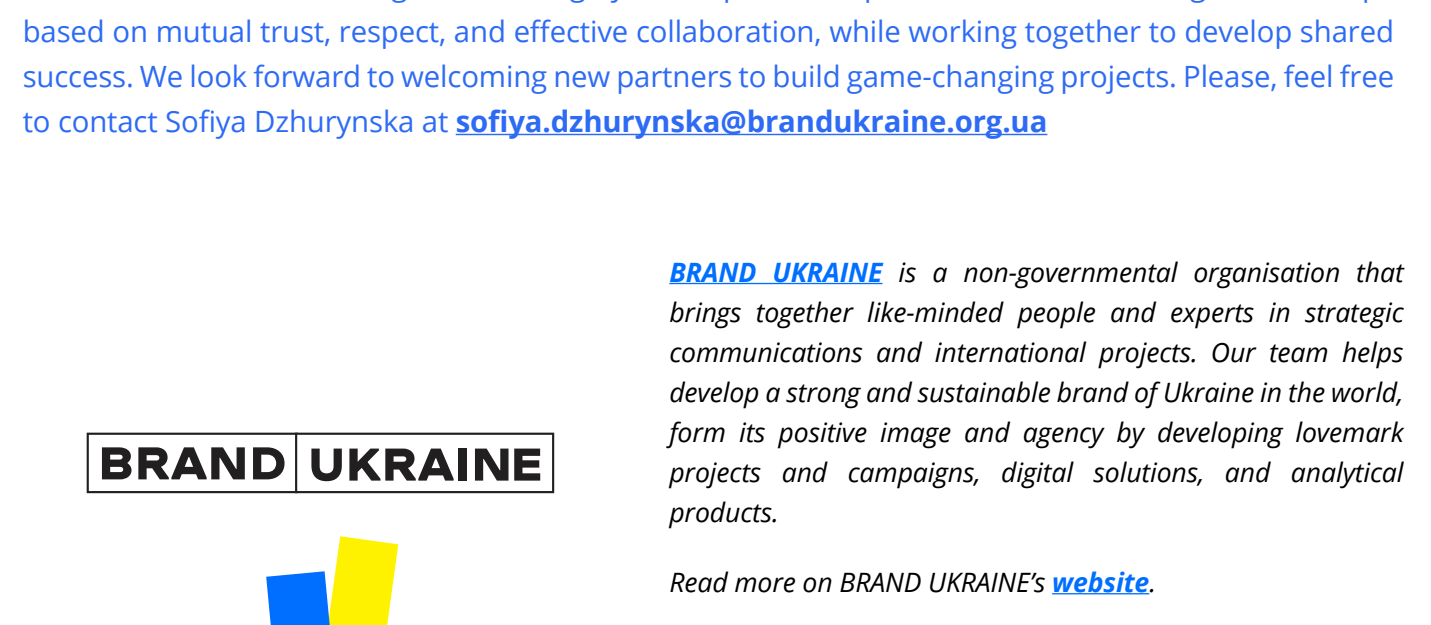 based on mutual trust, respect, and effective collaboration, while working together to develop shared
success. We look forward to welcoming new partners to build game-changing projects. Please, feel free
to contact Sofiya Dzhurynska at sofiya.dzhurynska@brandukraine.org.ua
BRAND UKRAINE
BRAND UKRAINE is a non-governmental organisation that
brings together like-minded people and experts in strategic
communications and international projects. Our team helps
develop a strong and sustainable brand of Ukraine in the world,
form its positive image and agency by developing lovemark
projects and campaigns, digital solutions, and analytical
products.
Read more on BRAND UKRAINE’s website.